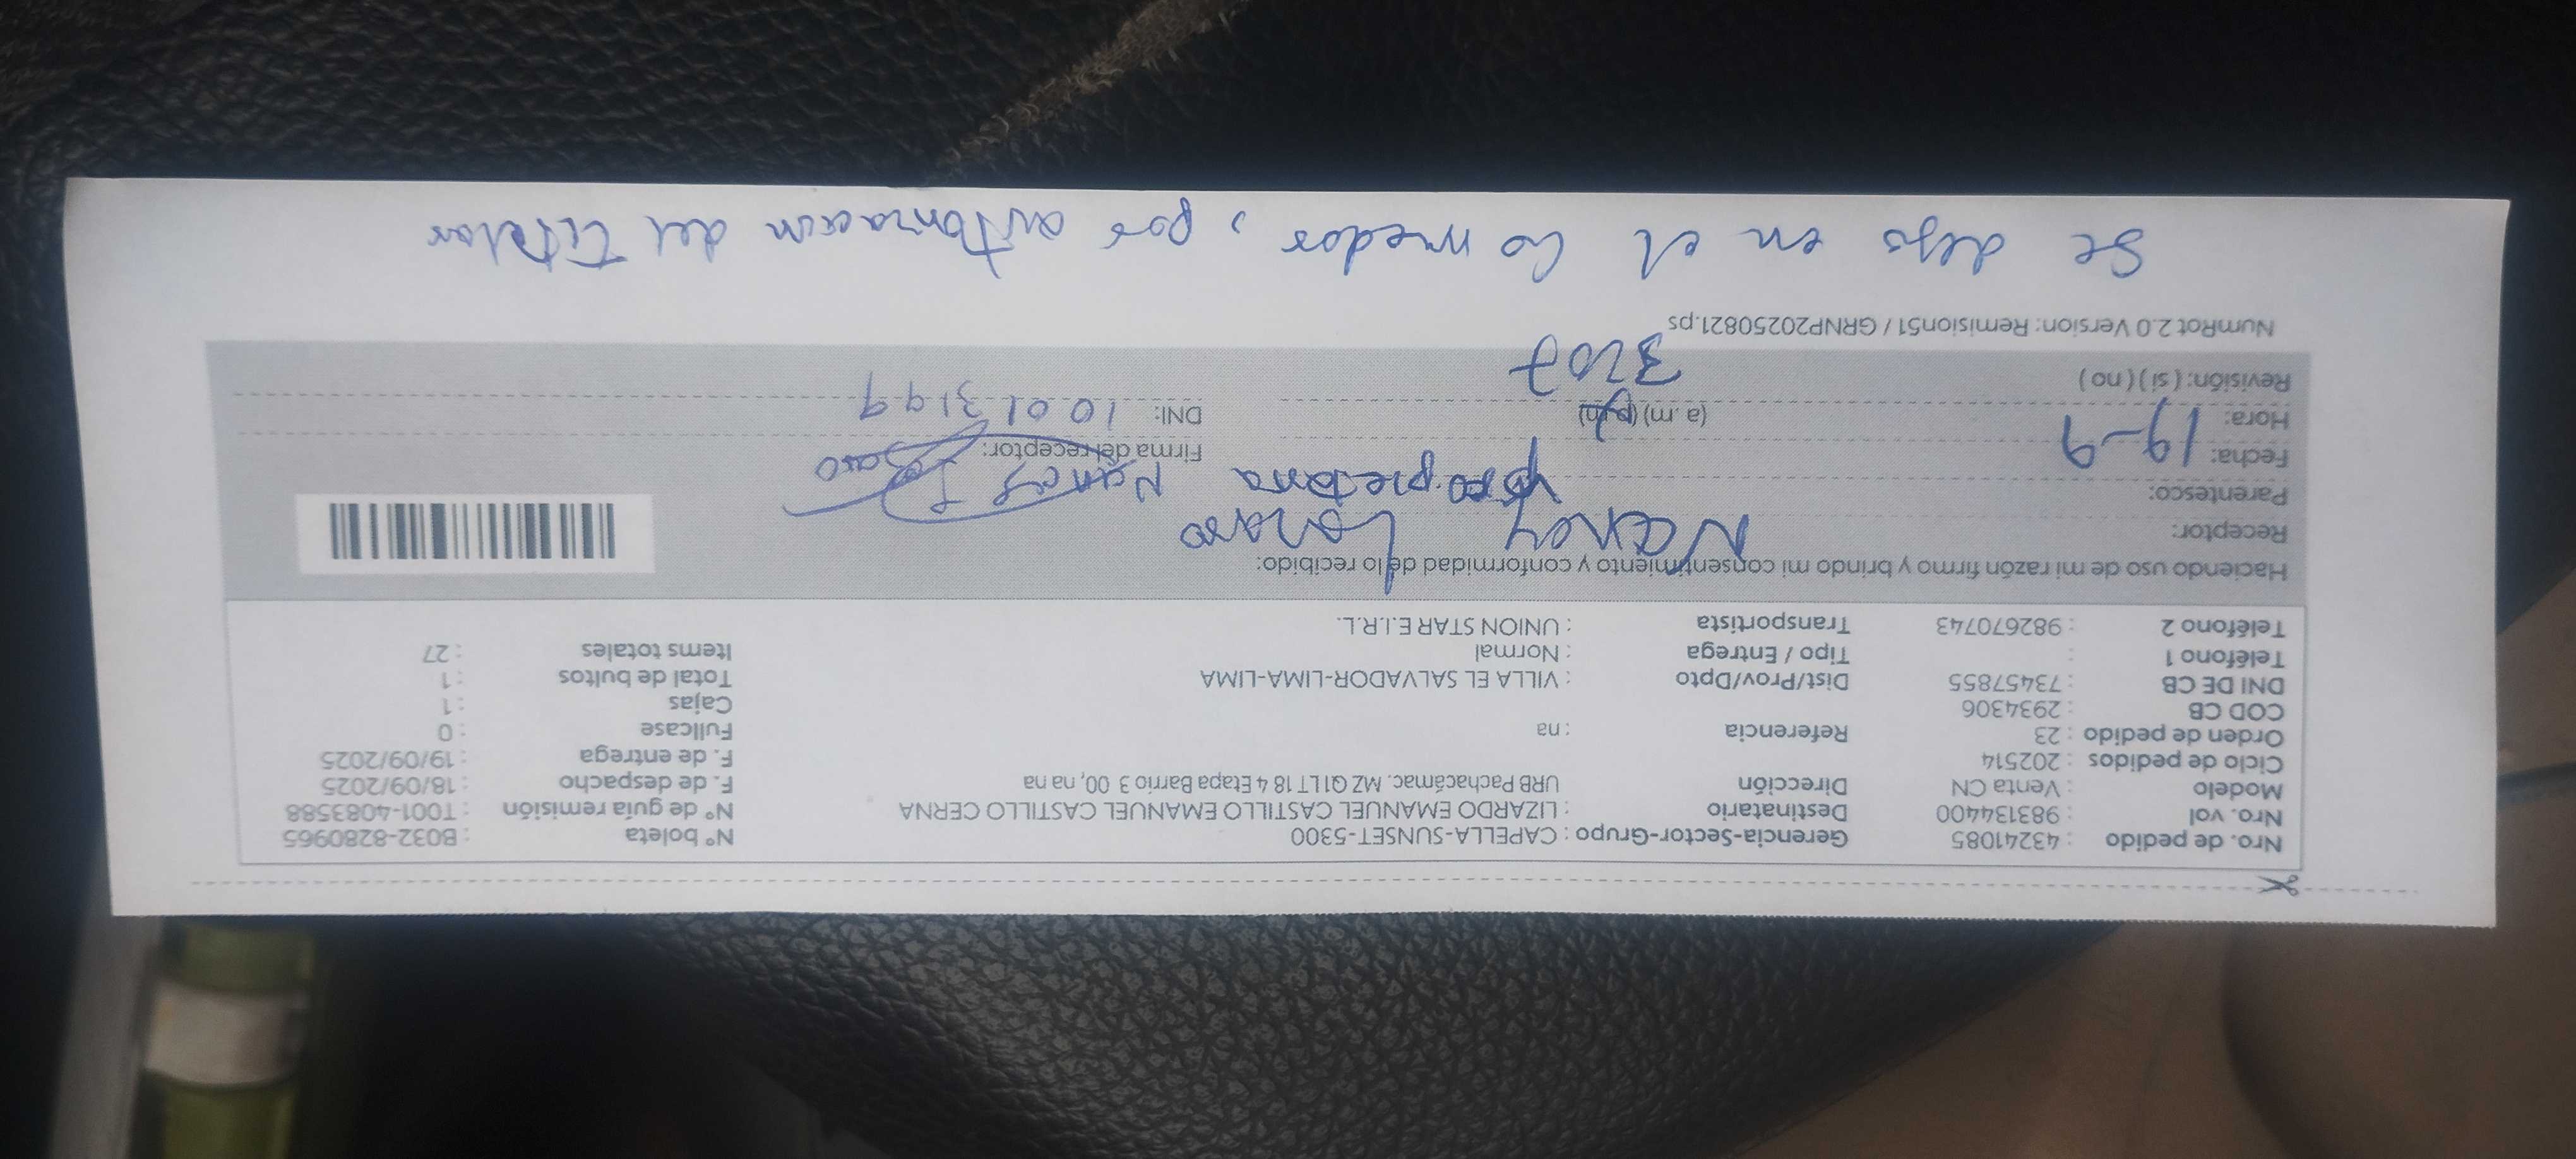 Nro. de pedido : 43241085 Gerencia-Sector-Grupo : CAPELLA-SUNSET-5300 N° boleta : B032-8280965
Nro. vol : 983134400 Destinatario : LIZARDO EMANUEL CASTILLO EMANUEL CASTILLO CERNA N° de guía remisión : T001-4083588
Modelo : Venta CN Dirección URB Pachacámac. MZ Q1 LT 18 4 Etapa Barrio 3 00, na na F. de despacho : 18/09/2025
Ciclo de pedidos : 202514 F. de entrega : 19/09/2025
Orden de pedido : 23 Referencia : na Fullcase : 0
COD CB : 2934306 Cajas : 1
DNI DE CB : 73457855 Dist/Prov/Dpto : VILLA EL SALVADOR-LIMA-LIMA Total de bultos : 1
Teléfono 1 : Tipo / Entrega : Normal Items totales : 27
Teléfono 2 : 982670743 Transportista : UNION STAR E.I.R.L.
Haciendo uso de mi razón firmo y brindo mi consentimiento y conformidad de lo recibido:
Receptor: Nancy Lazaro
Parentesco: propietaria
Fecha: 19-9 Firma del receptor: Nancy
Hora: (a. m) (p.m) DNI: 10013199
Revisión: ( si ) ( no ) 3207
NumRot 2.0 Version: Remision51 / GRNP20250821.ps
Se dejo en el comedor, por autorizacion del titular